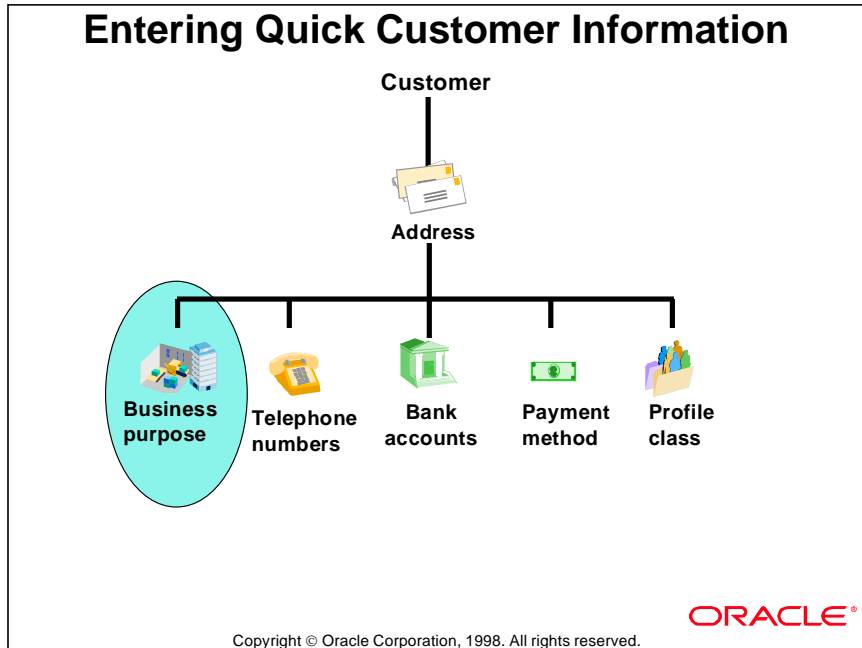 Entering Quick Customer Information
Customer
Address
Business
purpose
Telephone
numbers
Bank
accounts
Payment
method
Profile
class
ORACLE®
Copyright © Oracle Corporation, 1998. All rights reserved.